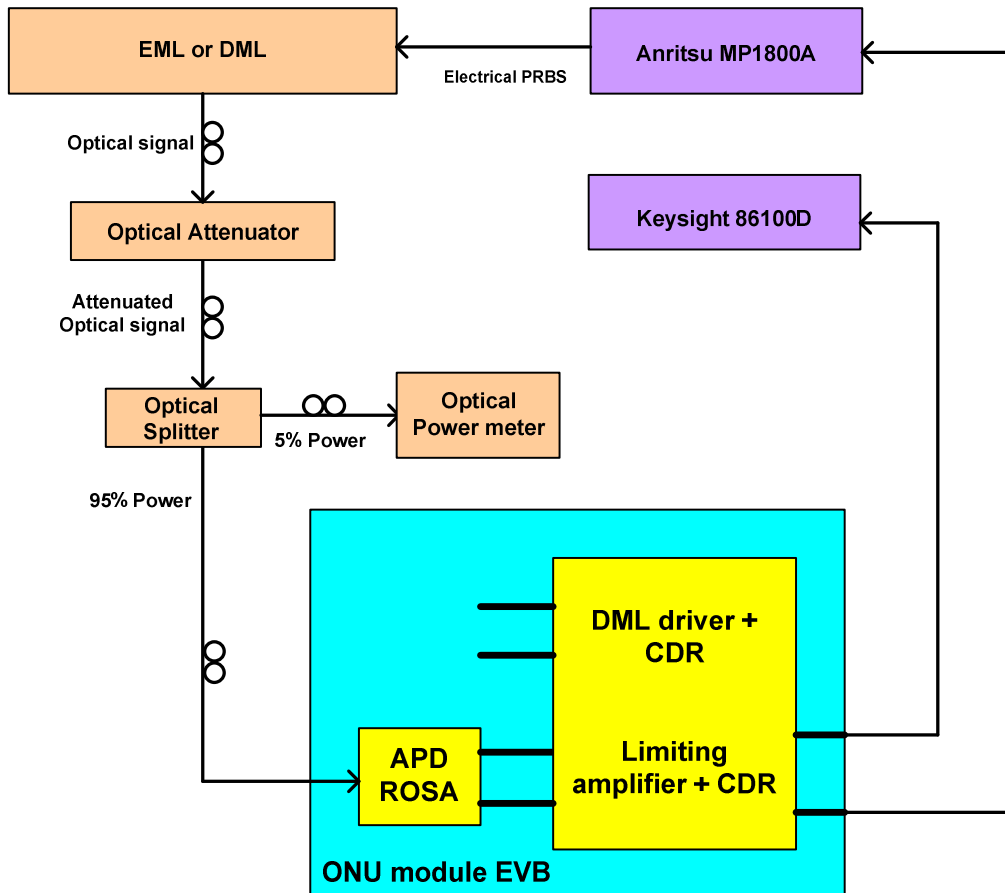 EML or DML
Anritsu MP1800A
Electrical PRBS
Optical signal
Keysight 86100D
Optical Attenuator
Attenuated
Optical signal
Optical
Splitter
Optical
Power meter
5% Power
95% Power
DML driver +
CDR
APD
ROSA
Limiting
amplifier + CDR
ONU module EVB